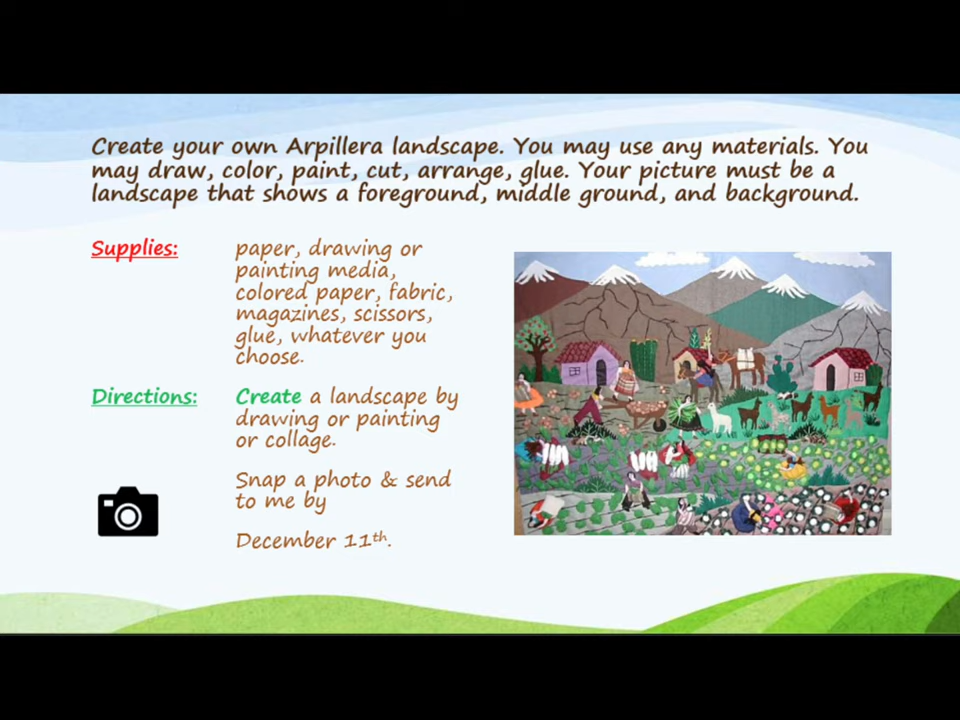 Create your own Arpillera landscape. You may use any materials. You
may draw, color, paint, cut, arrange, glue. Your picture must be a
landscape that shows a foreground, middle ground, and background.
Supplies:
paper, drawing or
painting media,
colored paper, fabric,
magazines, scissors,
glue, whatever you
choose.
Directions:
Create a landscape by
drawing or painting
or collage.
Snap a photo & send
to me by
December 11th.